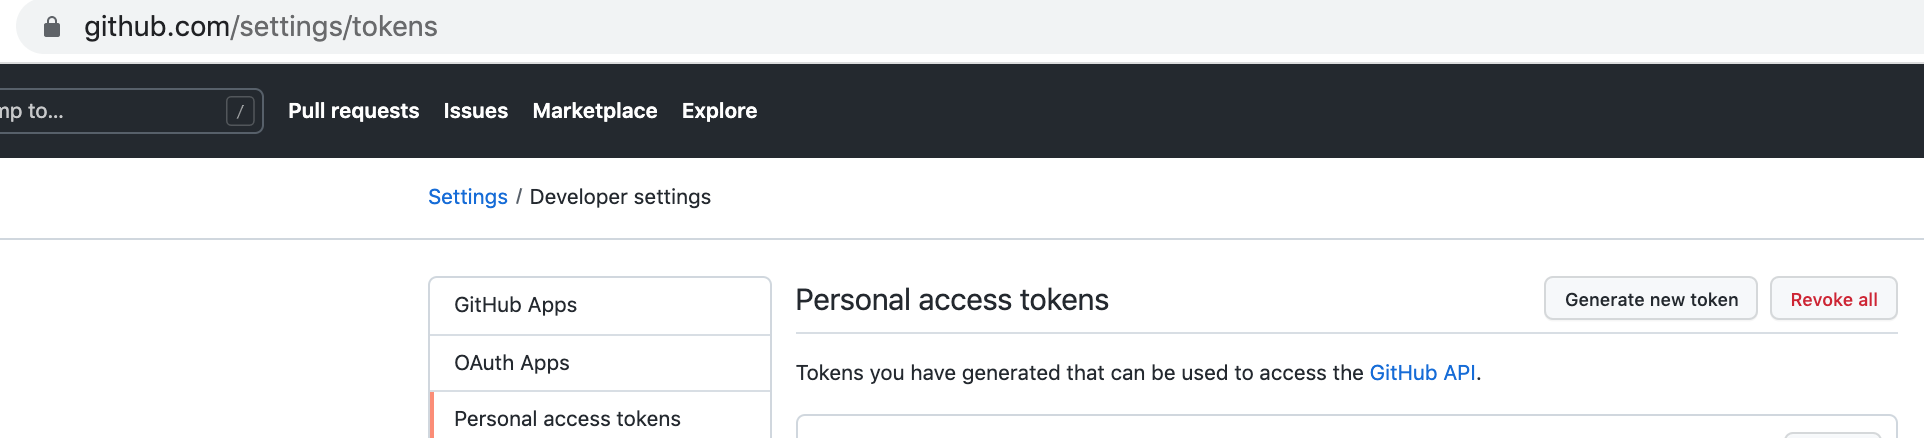 github.com/settings/tokens
mp to... /
Pull requests Issues Marketplace Explore
Settings / Developer settings
GitHub Apps
OAuth Apps
Personal access tokens
Personal access tokens
Generate new token
Revoke all
Tokens you have generated that can be used to access the GitHub API.